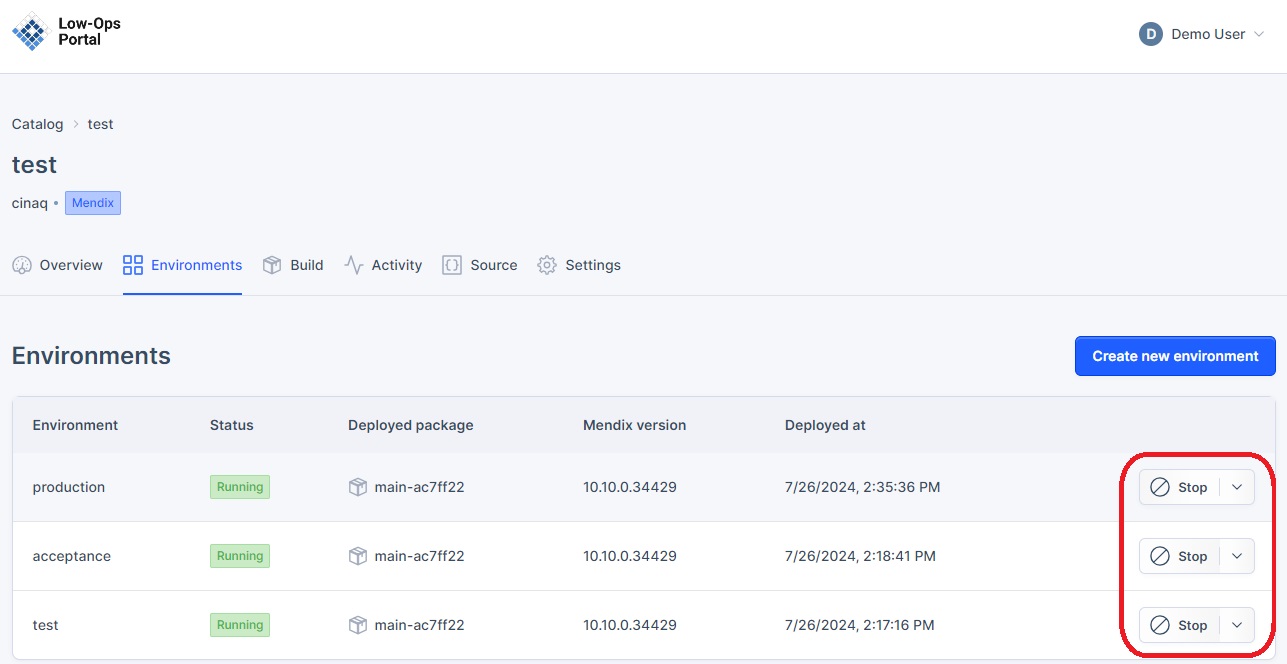 Low-Ops
Portal
D Demo User
Catalog > test
test
cinaq • Mendix
Overview Environments Build Activity Source Settings
Environments
Create new environment
Environment Status Deployed package Mendix version Deployed at
production Running main-ac7ff22 10.10.0.34429 7/26/2024, 2:35:36 PM Stop
acceptance Running main-ac7ff22 10.10.0.34429 7/26/2024, 2:18:41 PM Stop
test Running main-ac7ff22 10.10.0.34429 7/26/2024, 2:17:16 PM Stop